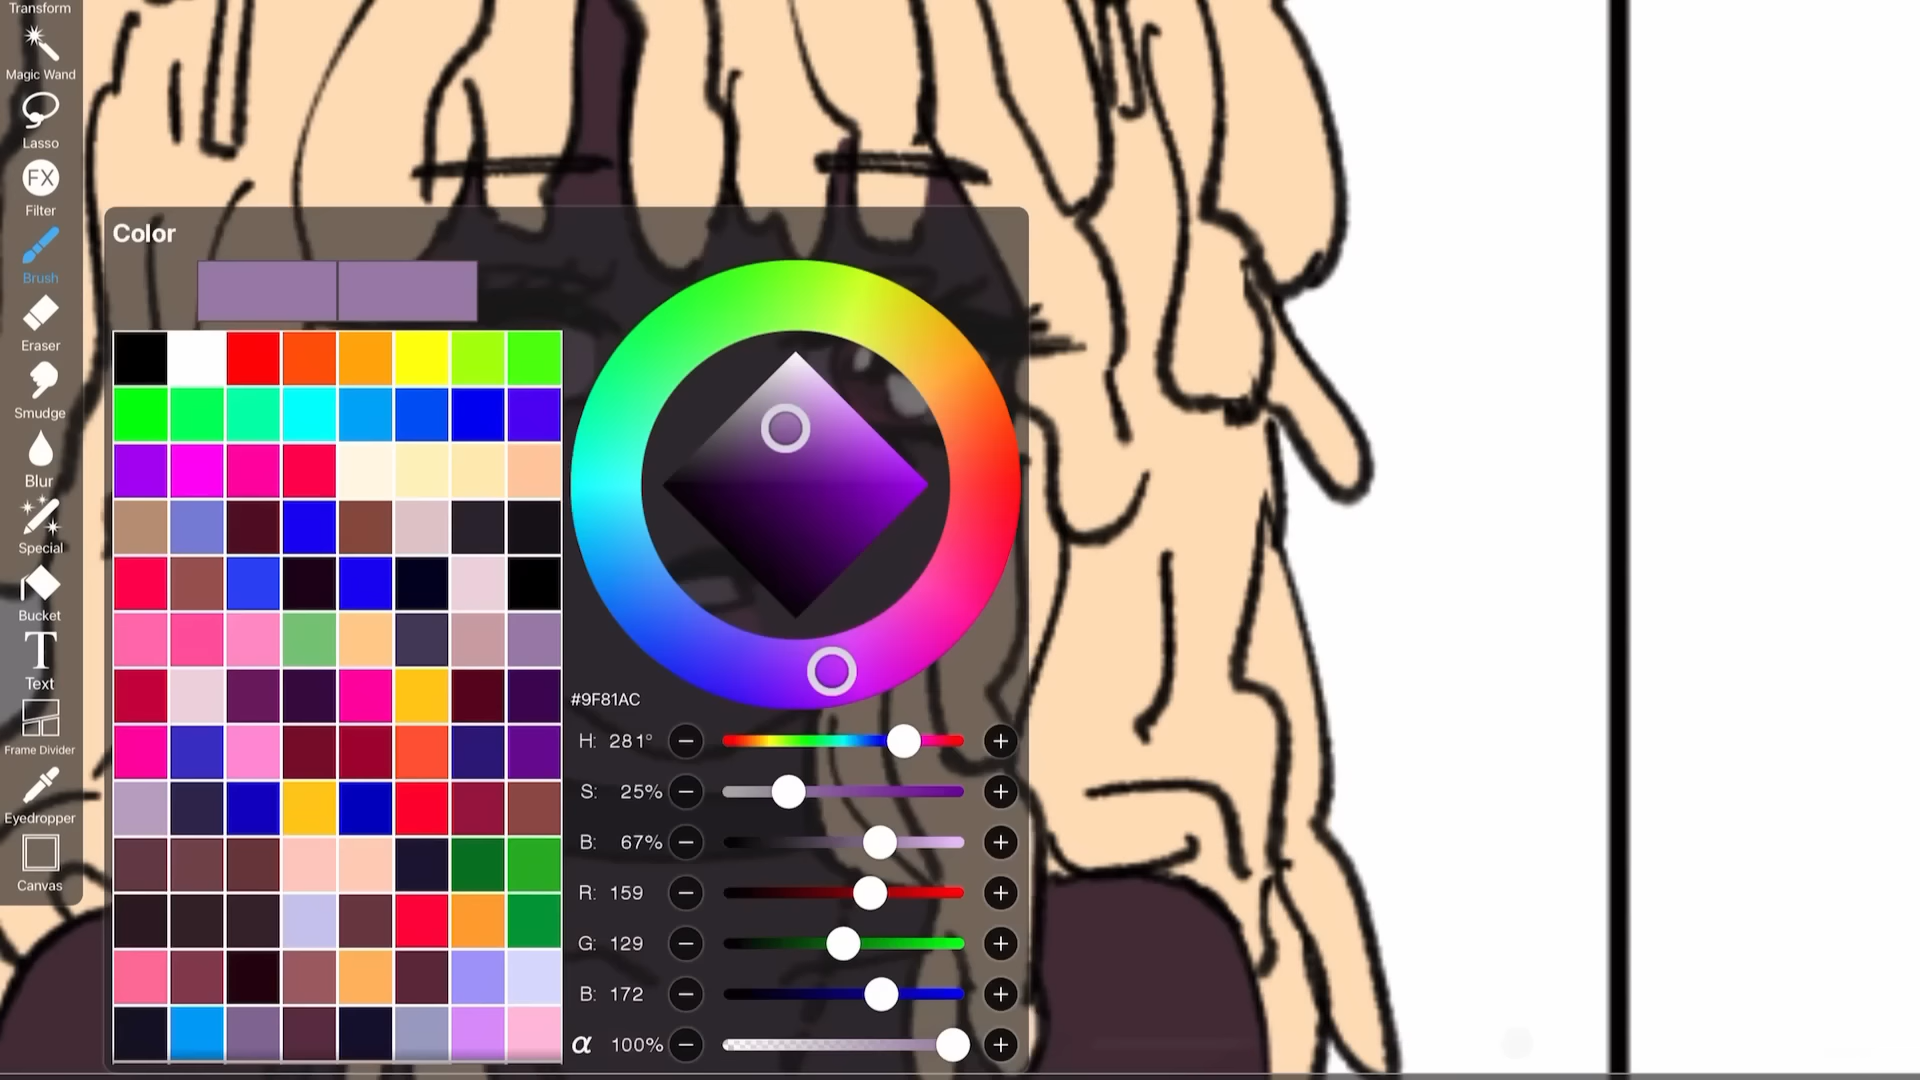 Transform
Magic Wand
Lasso
FX
Filter
Brush
Eraser
Smudge
Blur
Special
Bucket
T
Text
Frame Divider
Eyedropper
Canvas
Color
#9F81AC
H: 281°
S: 25%
B: 67%
R: 159
G: 129
B: 172
α 100%